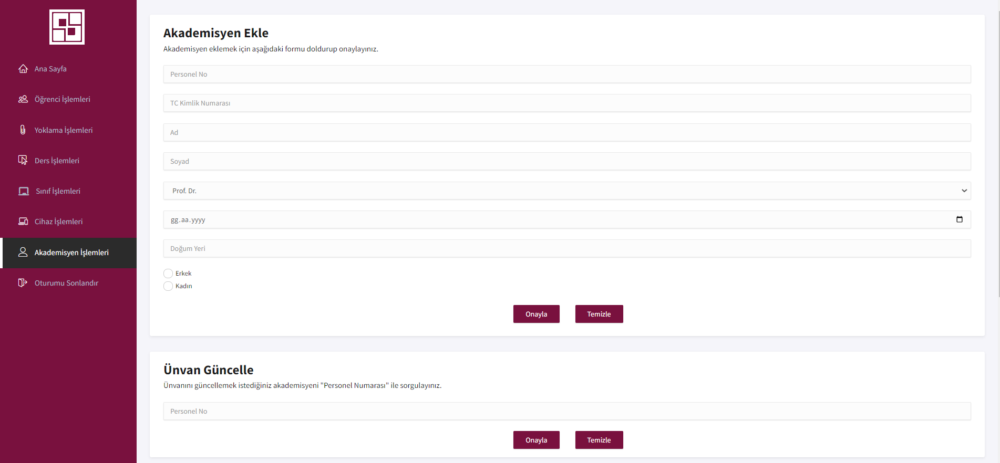 Ana Sayfa
Öğrenci İşlemleri
Yoklama İşlemleri
Ders İşlemleri
Sınıf İşlemleri
Cihaz İşlemleri
Akademisyen İşlemleri
Oturumu Sonlandır
Akademisyen Ekle
Akademisyen eklemek için aşağıdaki formu doldurup onaylayınız.
Personel No
TC Kimlik Numarası
Ad
Soyad
Prof. Dr.
gg.aa.yyyy
Doğum Yeri
Erkek
Kadın
Onayla Temizle
Ünvan Güncelle
Ünvanını güncellemek istediğiniz akademisyeni "Personel Numarası" ile sorgulayınız.
Personel No
Onayla Temizle